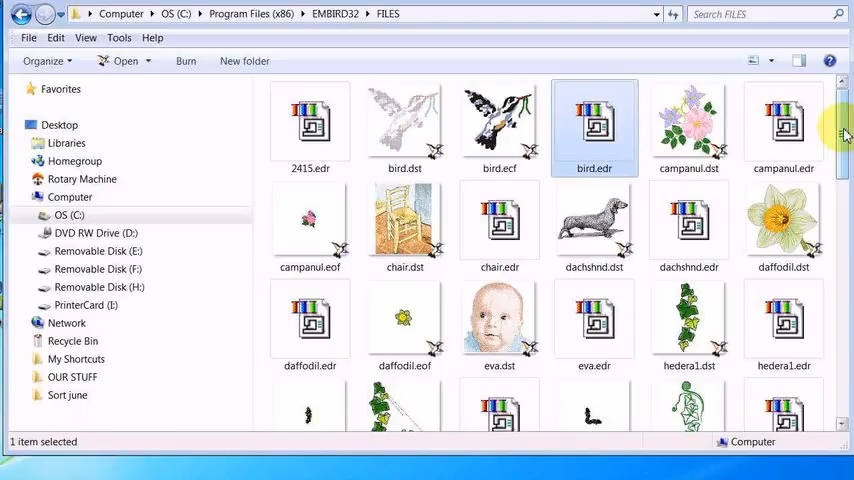 Computer OS (C:) Program Files (x86) EMBIRD32 FILES Search FILES
File Edit View Tools Help
Organize Open Burn New folder
Favorites
Desktop
Libraries
Homegroup
Rotary Machine
Computer
OS (C:)
DVD RW Drive (D:)
Removable Disk (E:)
Removable Disk (F:)
Removable Disk (H:)
PrinterCard (I:)
Network
Recycle Bin
My Shortcuts
OUR STUFF
Sort june
2415.edr bird.dst bird.ecf bird.edr campanul.dst campanul.edr
campanul.eof chair.dst chair.edr dachshnd.dst dachshnd.edr daffodil.dst
daffodil.edr daffodil.eof eva.dst eva.edr hedera1.dst hedera1.edr
1 item selected Computer